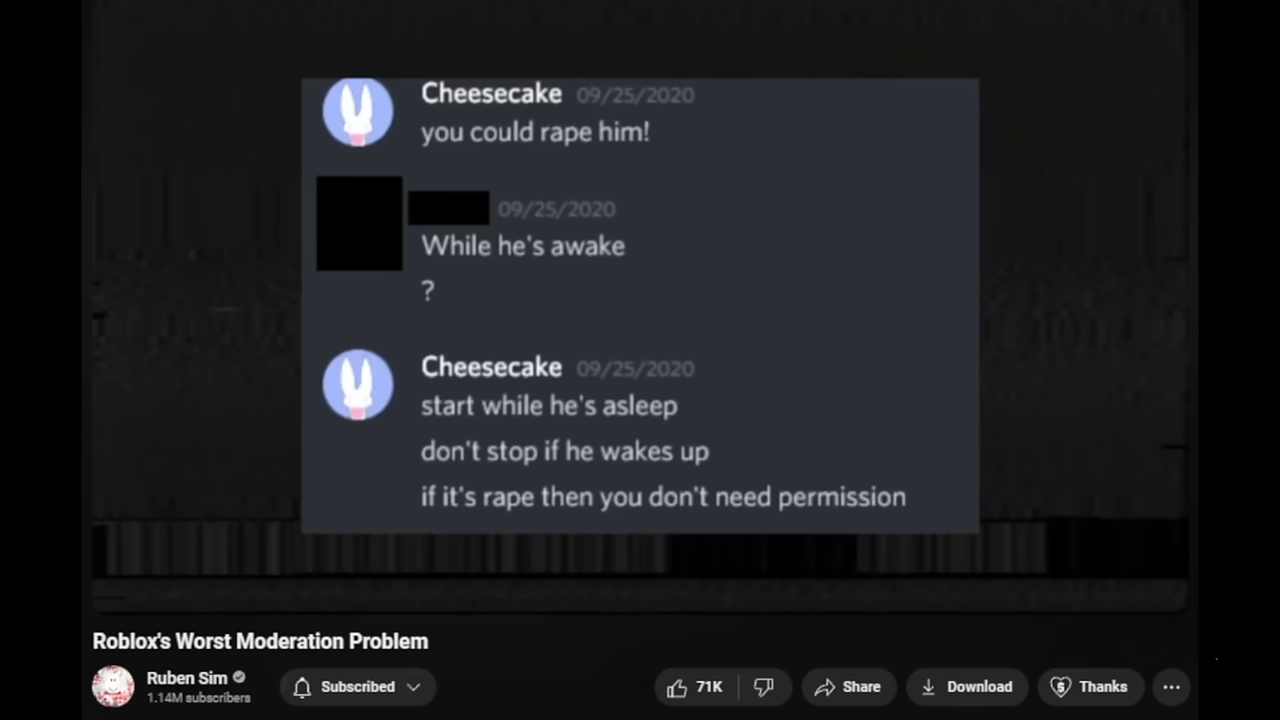 Cheesecake 09/25/2020
you could rape him!
09/25/2020
While he's awake
?
Cheesecake 09/25/2020
start while he's asleep
don't stop if he wakes up
if it's rape then you don't need permission
Roblox's Worst Moderation Problem
Ruben Sim
1.14M subscribers
Subscribed
71K
Share
Download
Thanks